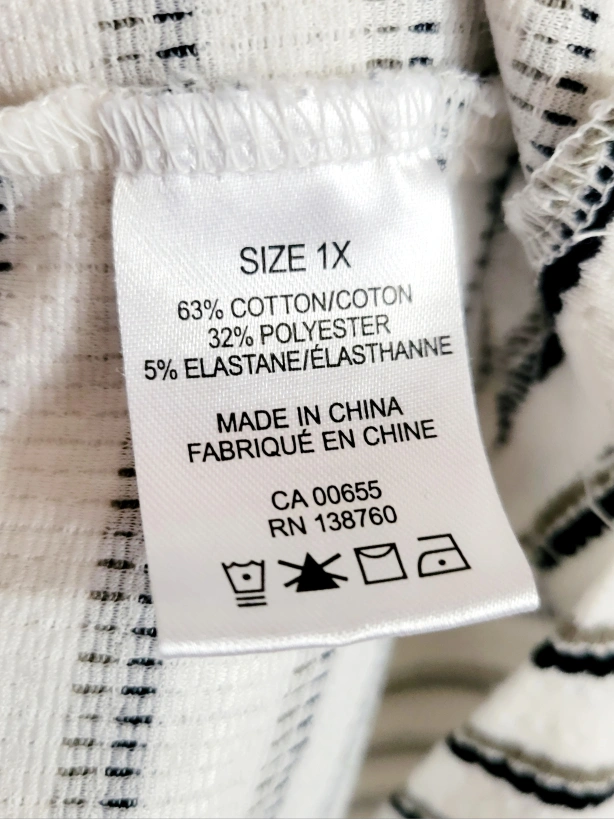 SIZE 1X
63% COTTON/COTON
32% POLYESTER
5% ELASTANE/ÉLASTHANNE
MADE IN CHINA
FABRIQUÉ EN CHINE
CA 00655
RN 138760